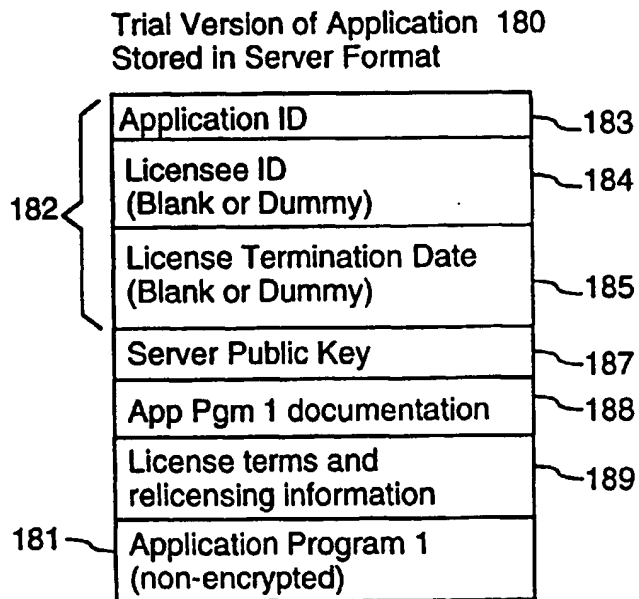 Trial Version of Application 180
Stored in Server Format
Application ID
183
Licensee ID
(Blank or Dummy)
184
182
License Termination Date
(Blank or Dummy)
185
Server Public Key
187
App Pgm 1 documentation
188
License terms and
relicensing information
189
181
Application Program 1
(non-encrypted)